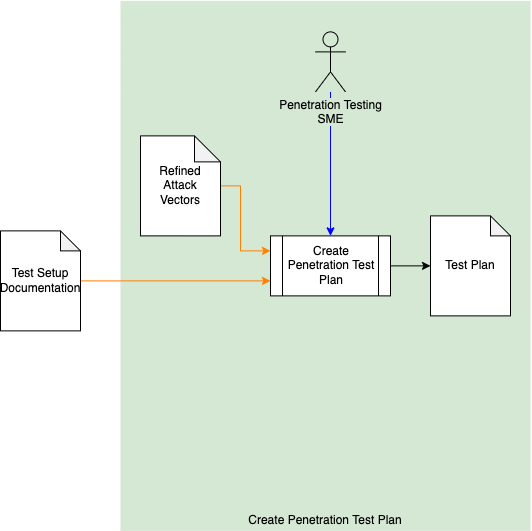 Penetration Testing
SME
Refined
Attack
Vectors
Test Setup
Documentation
Create
Penetration Test
Plan
Test Plan
Create Penetration Test Plan